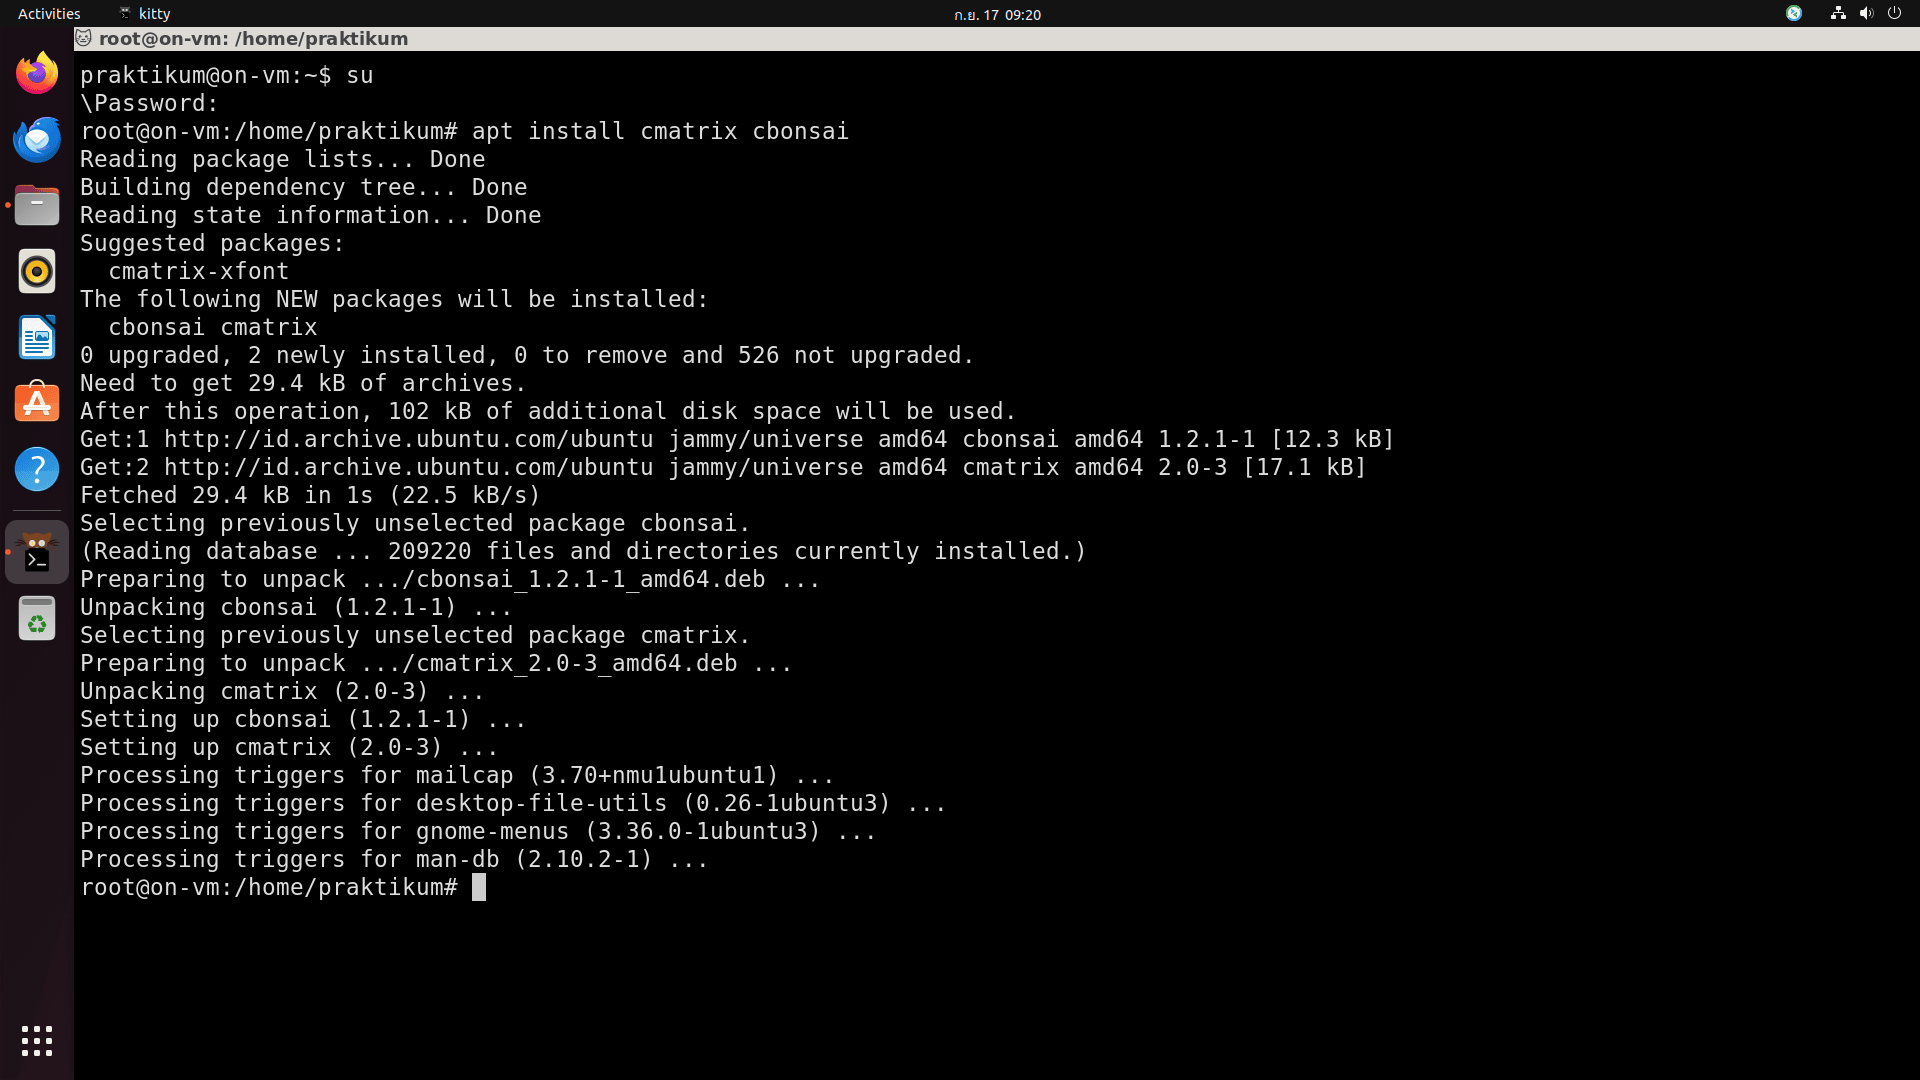 Activities
kitty
ก.ย. 17 09:20
root@on-vm: /home/praktikum
praktikum@on-vm:~$ su
\Password:
root@on-vm:/home/praktikum# apt install cmatrix cbonsai
Reading package lists... Done
Building dependency tree... Done
Reading state information... Done
Suggested packages:
  cmatrix-xfont
The following NEW packages will be installed:
  cbonsai cmatrix
0 upgraded, 2 newly installed, 0 to remove and 526 not upgraded.
Need to get 29.4 kB of archives.
After this operation, 102 kB of additional disk space will be used.
Get:1 http://id.archive.ubuntu.com/ubuntu jammy/universe amd64 cbonsai amd64 1.2.1-1 [12.3 kB]
Get:2 http://id.archive.ubuntu.com/ubuntu jammy/universe amd64 cmatrix amd64 2.0-3 [17.1 kB]
Fetched 29.4 kB in 1s (22.5 kB/s)
Selecting previously unselected package cbonsai.
(Reading database ... 209220 files and directories currently installed.)
Preparing to unpack .../cbonsai_1.2.1-1_amd64.deb ...
Unpacking cbonsai (1.2.1-1) ...
Selecting previously unselected package cmatrix.
Preparing to unpack .../cmatrix_2.0-3_amd64.deb ...
Unpacking cmatrix (2.0-3) ...
Setting up cbonsai (1.2.1-1) ...
Setting up cmatrix (2.0-3) ...
Processing triggers for mailcap (3.70+nmu1ubuntu1) ...
Processing triggers for desktop-file-utils (0.26-1ubuntu3) ...
Processing triggers for gnome-menus (3.36.0-1ubuntu3) ...
Processing triggers for man-db (2.10.2-1) ...
root@on-vm:/home/praktikum#